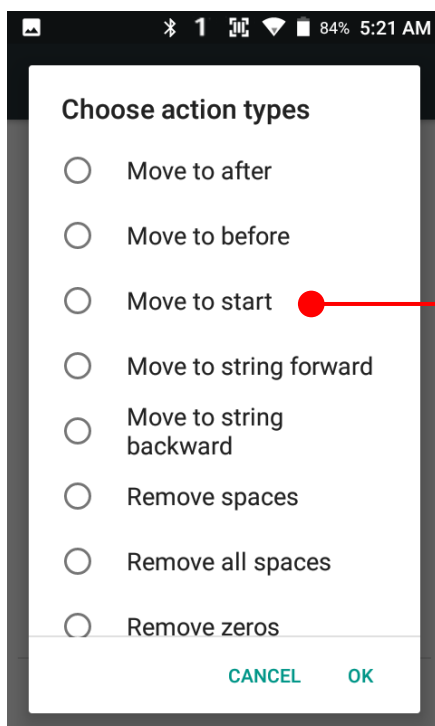 1 84% 5:21 AM
Choose action types
Move to after
Move to before
Move to start
Move to string forward
Move to string
backward
Remove spaces
Remove all spaces
Remove zeros
CANCEL OK